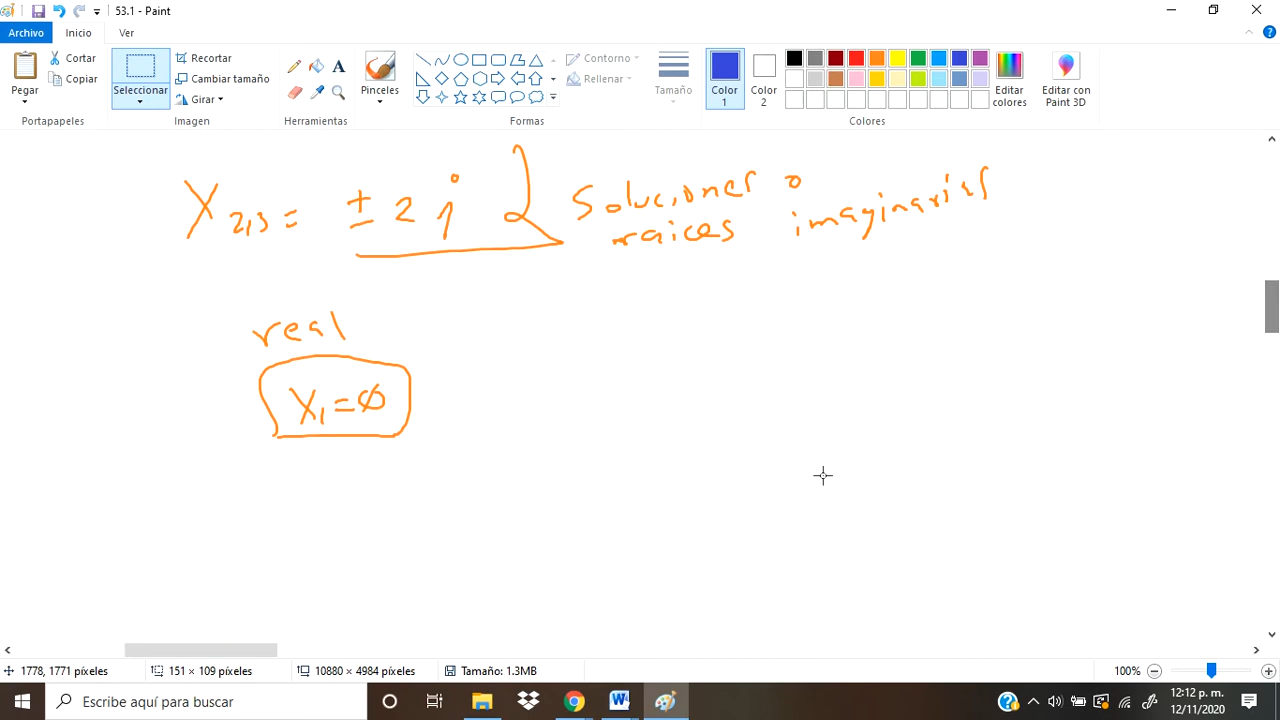 53.1 - Paint
Archivo Inicio Ver
Pegar
Cortar
Copiar
Portapapeles
Seleccionar
Recortar
Cambiar tamaño
Girar
Imagen
A
Herramientas
Pinceles
Contorno
Rellenar
Formas
Tamaño
Color 1
Color 2
Editar colores
Editar con Paint 3D
Colores
X2,3 = ± 2 i Soluciones o
raices imaginarias
real
X1 = 0
1778, 1771 píxeles 151 × 109 píxeles 10880 × 4984 píxeles Tamaño: 1.3MB 100%
Escribe aquí para buscar
12:12 p. m.
12/11/2020